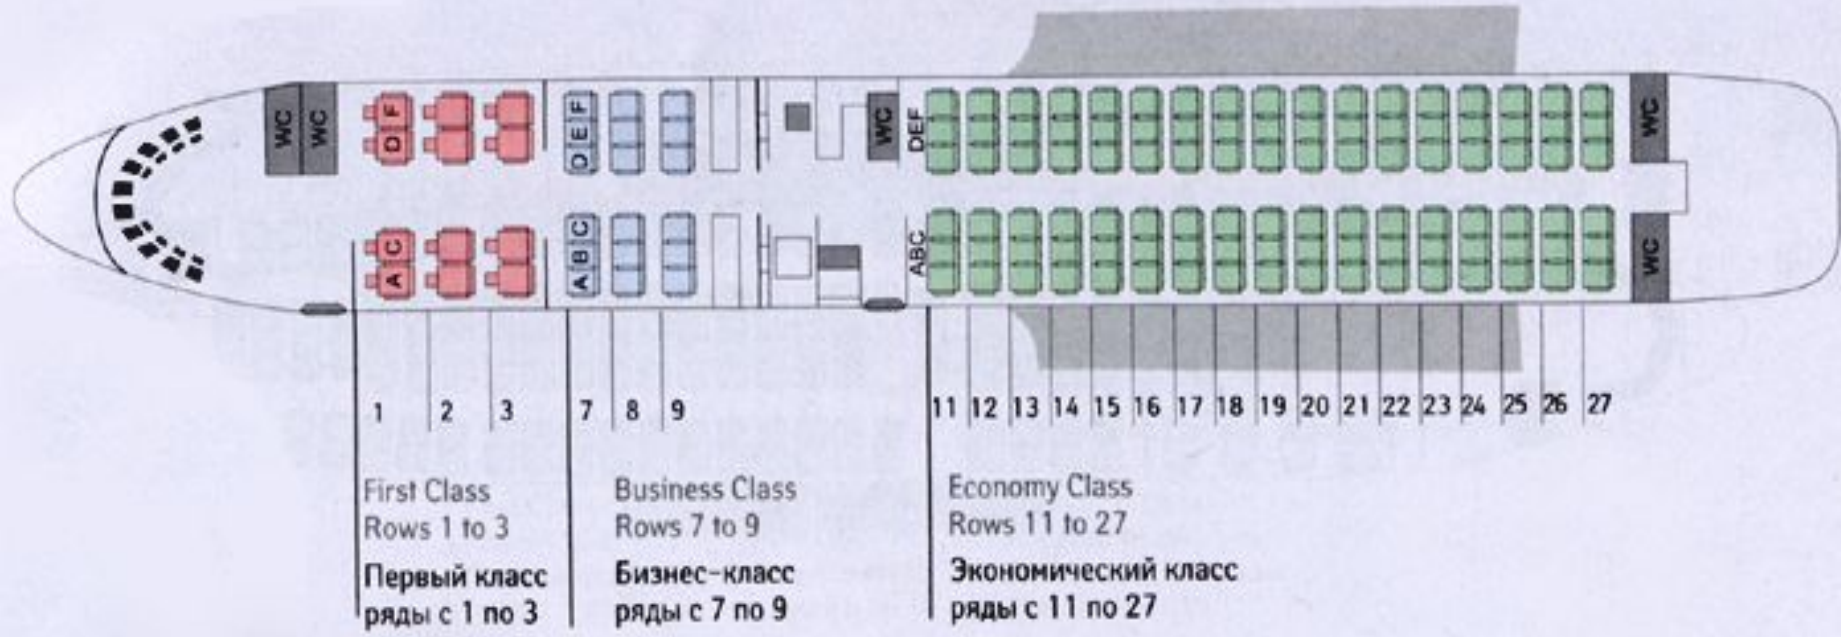 WC WC
D F
D E F
WC
DEF
WC
A C
A B C
ABC
WC
1 2 3 7 8 9 11 12 13 14 15 16 17 18 19 20 21 22 23 24 25 26 27
First Class
Rows 1 to 3
Первый класс
ряды с 1 по 3
Business Class
Rows 7 to 9
Бизнес-класс
ряды с 7 по 9
Economy Class
Rows 11 to 27
Экономический класс
ряды с 11 по 27